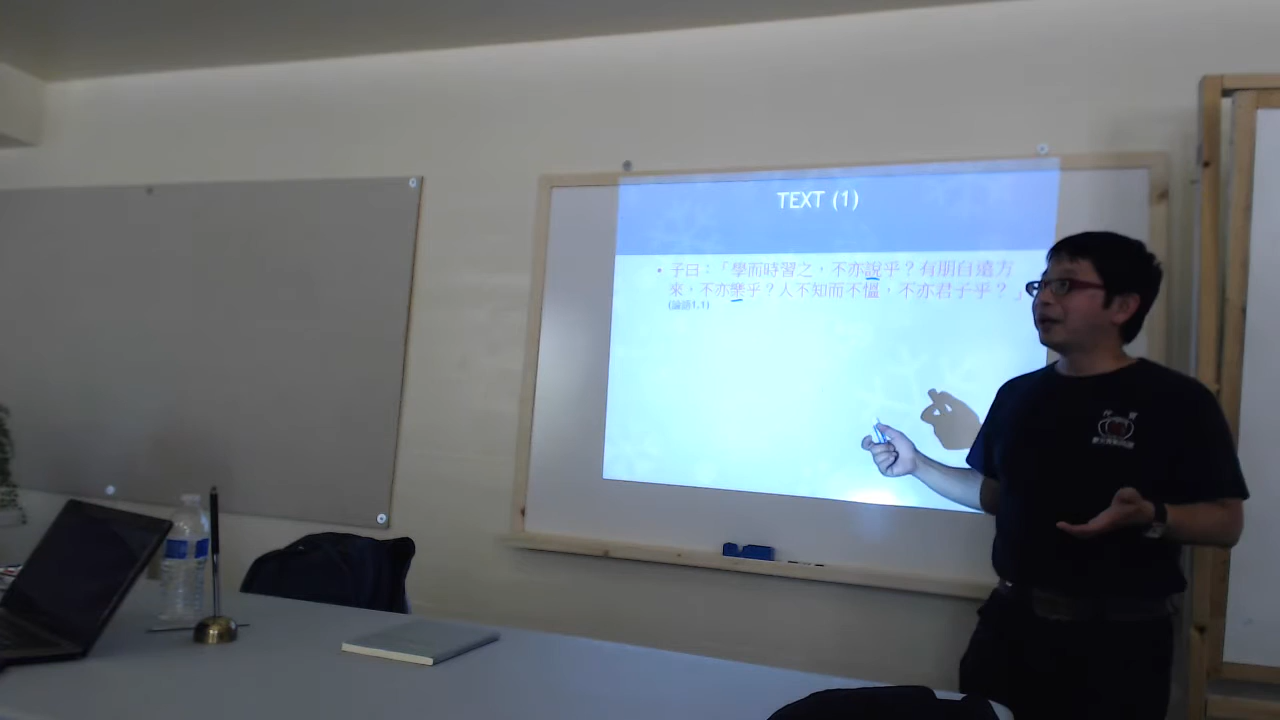 TEXT (1)
• 子曰：「學而時習之，不亦說乎？有朋自遠方
來，不亦樂乎？人不知而不慍，不亦君子乎？」
(論語1.1)